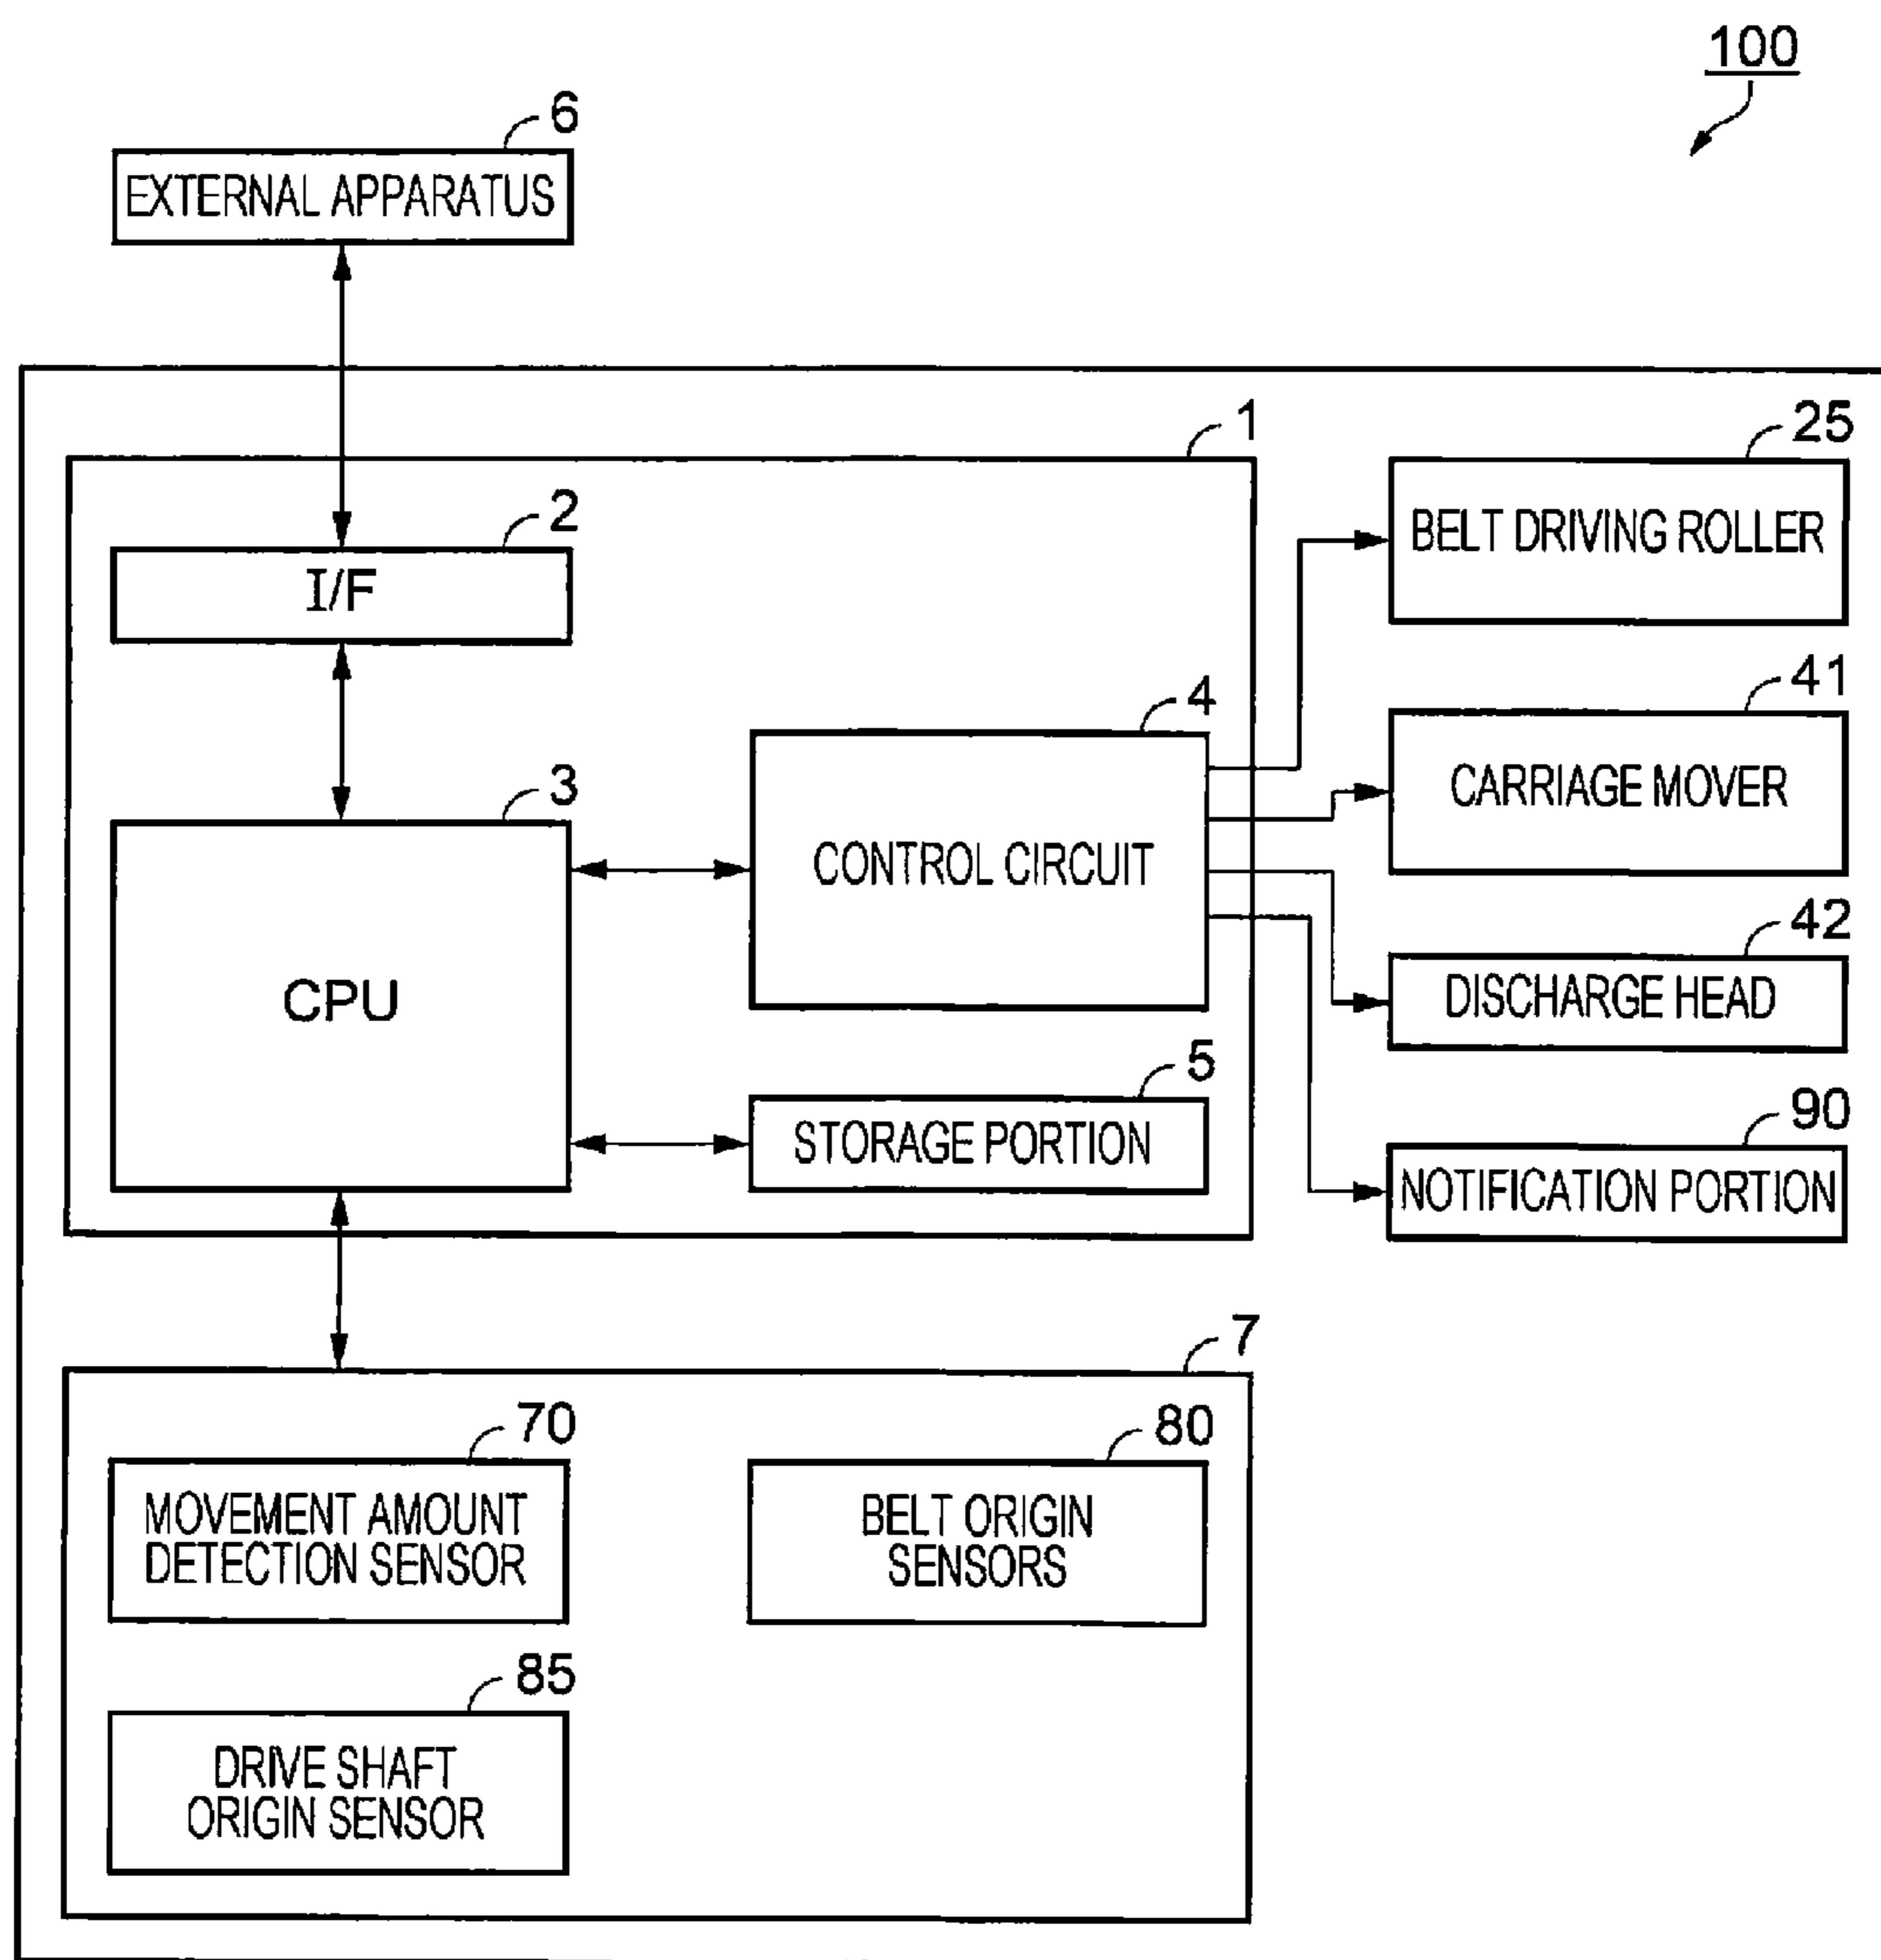 100
6
EXTERNAL APPARATUS
1
25
2
BELT DRIVING ROLLER
I/F
41
4
CARRIAGE MOVER
3
CONTROL CIRCUIT
42
CPU
DISCHARGE HEAD
5
90
STORAGE PORTION
NOTIFICATION PORTION
7
70
80
MOVEMENT AMOUNT
DETECTION SENSOR
BELT ORIGIN
SENSORS
85
DRIVE SHAFT
ORIGIN SENSOR